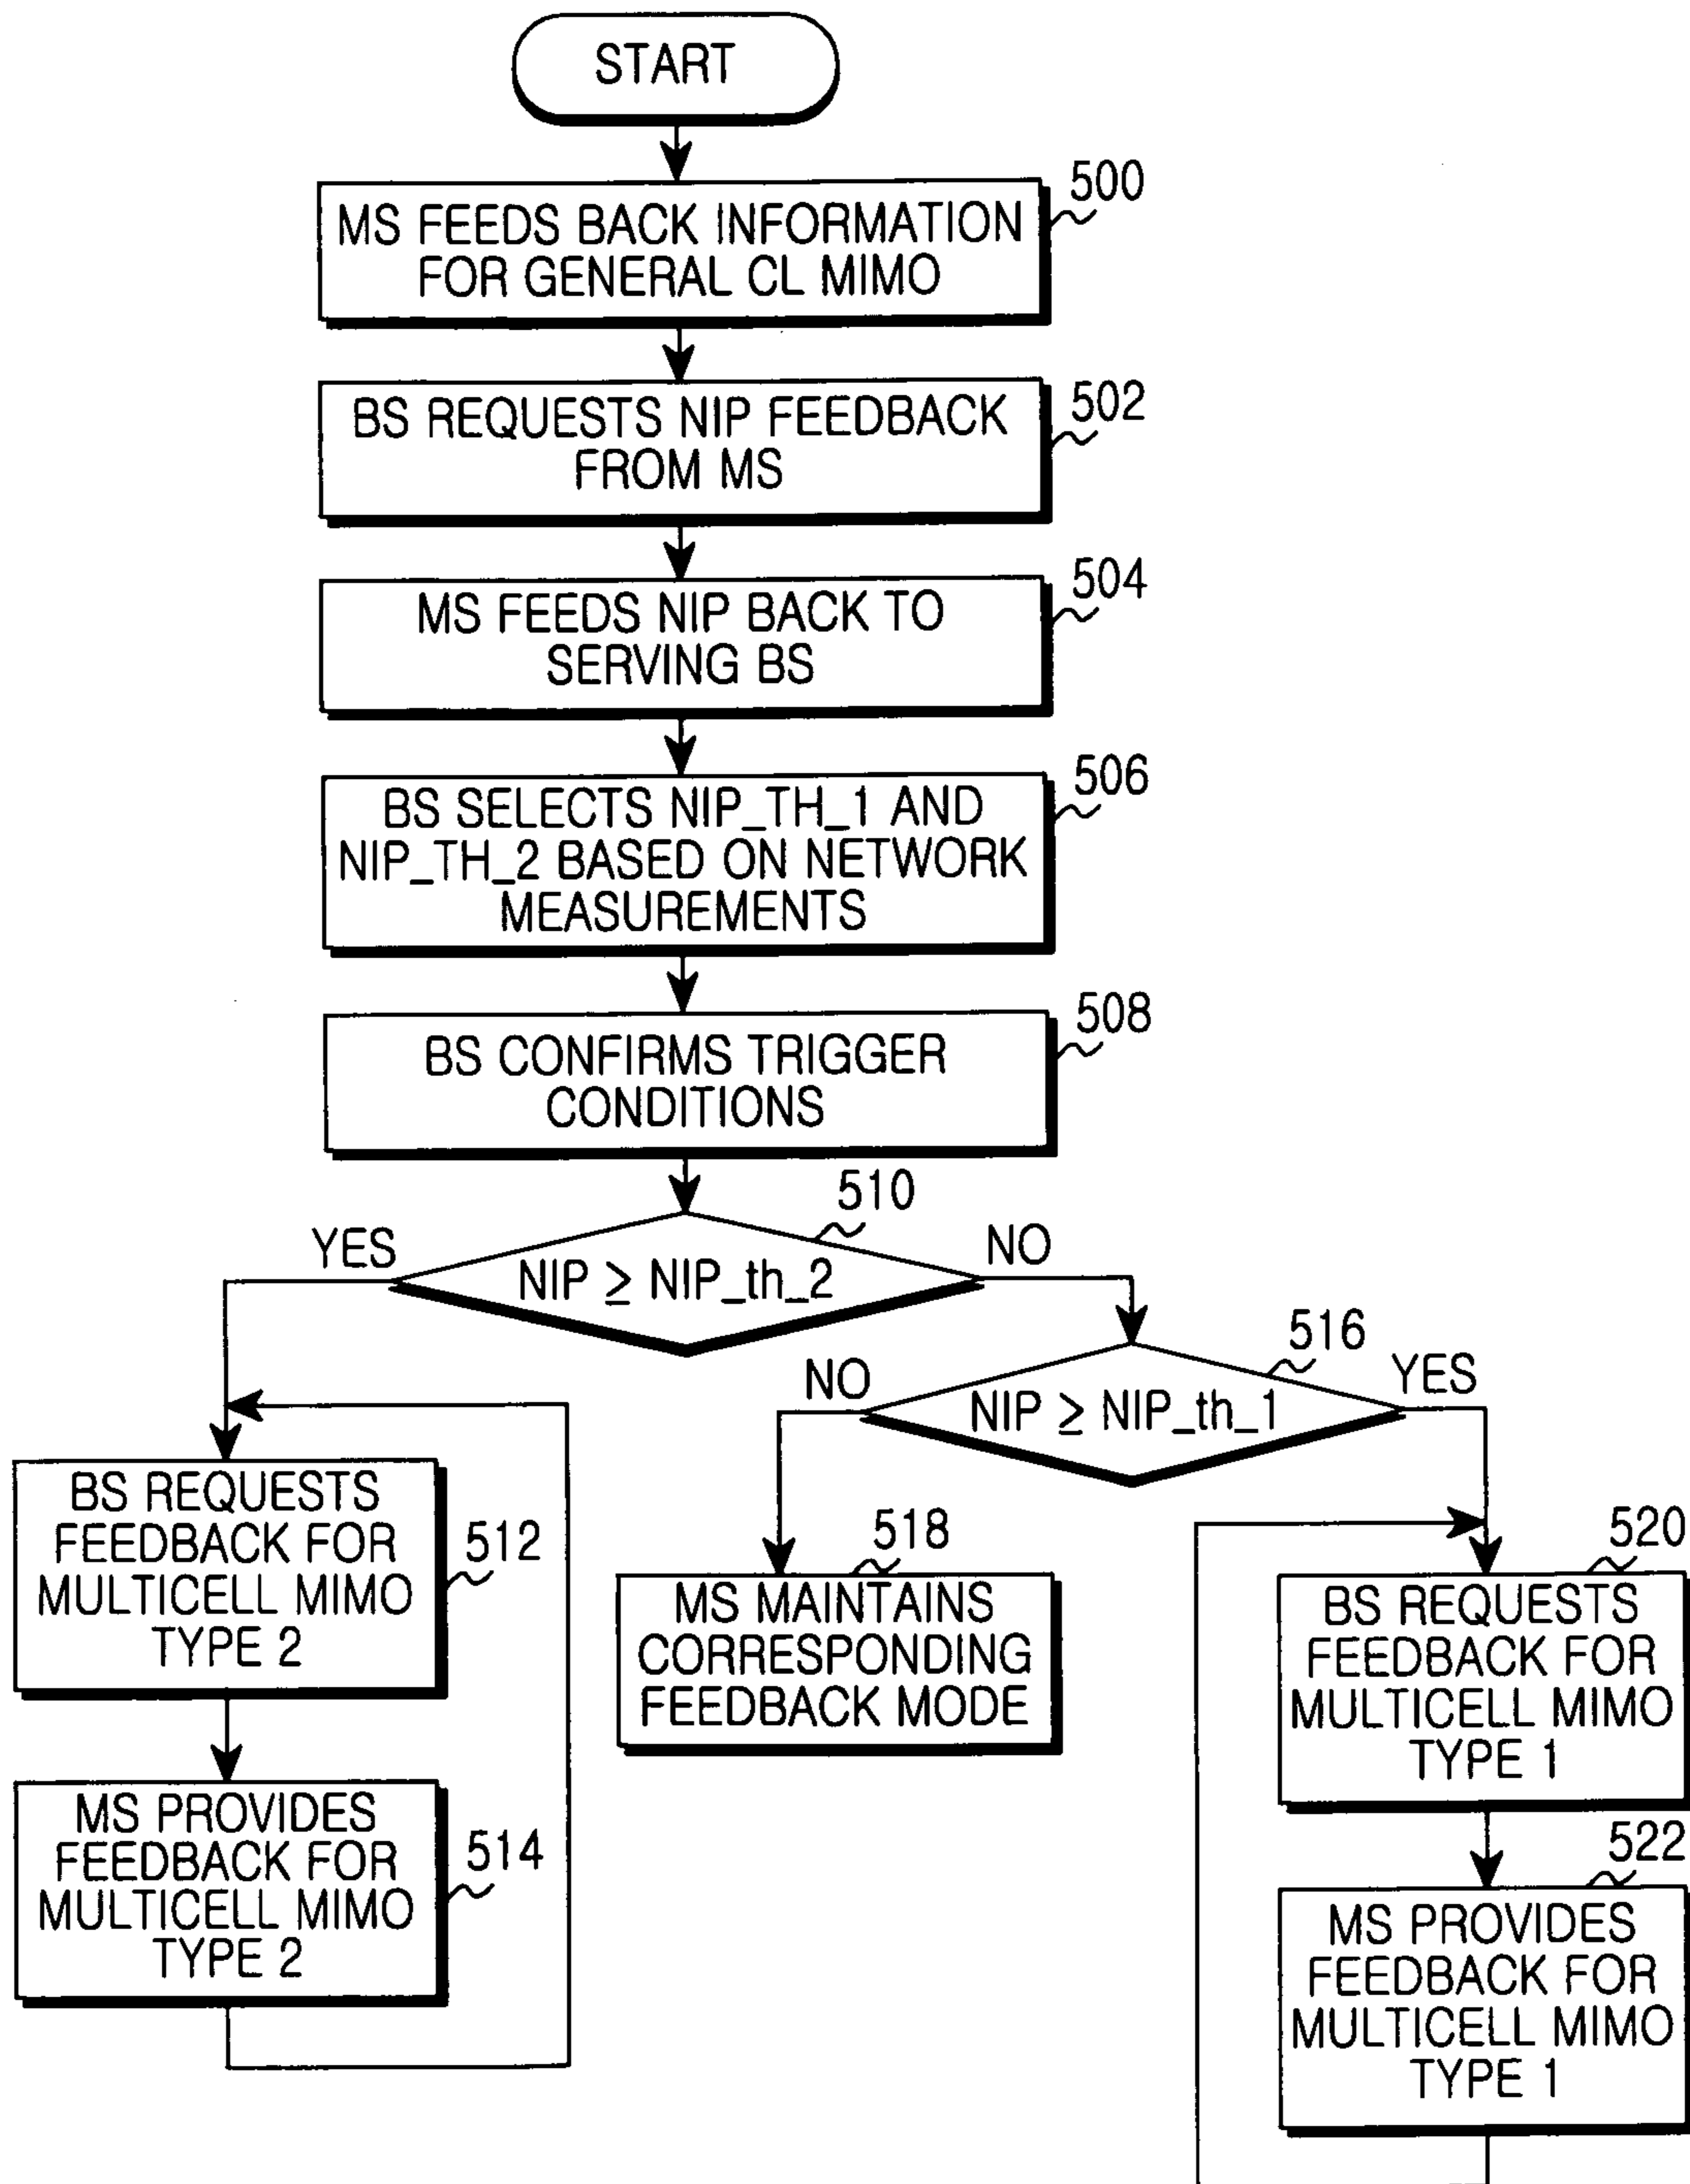 START
500
MS FEEDS BACK INFORMATION
FOR GENERAL CL MIMO
502
BS REQUESTS NIP FEEDBACK
FROM MS
504
MS FEEDS NIP BACK TO
SERVING BS
506
BS SELECTS NIP_TH_1 AND
NIP_TH_2 BASED ON NETWORK
MEASUREMENTS
508
BS CONFIRMS TRIGGER
CONDITIONS
510
YES
NO
NIP ≥ NIP_th_2
516
NO
YES
NIP ≥ NIP_th_1
BS REQUESTS
FEEDBACK FOR
MULTICELL MIMO
TYPE 2
512
518
MS MAINTAINS
CORRESPONDING
FEEDBACK MODE
520
BS REQUESTS
FEEDBACK FOR
MULTICELL MIMO
TYPE 1
MS PROVIDES
FEEDBACK FOR
MULTICELL MIMO
TYPE 2
514
522
MS PROVIDES
FEEDBACK FOR
MULTICELL MIMO
TYPE 1